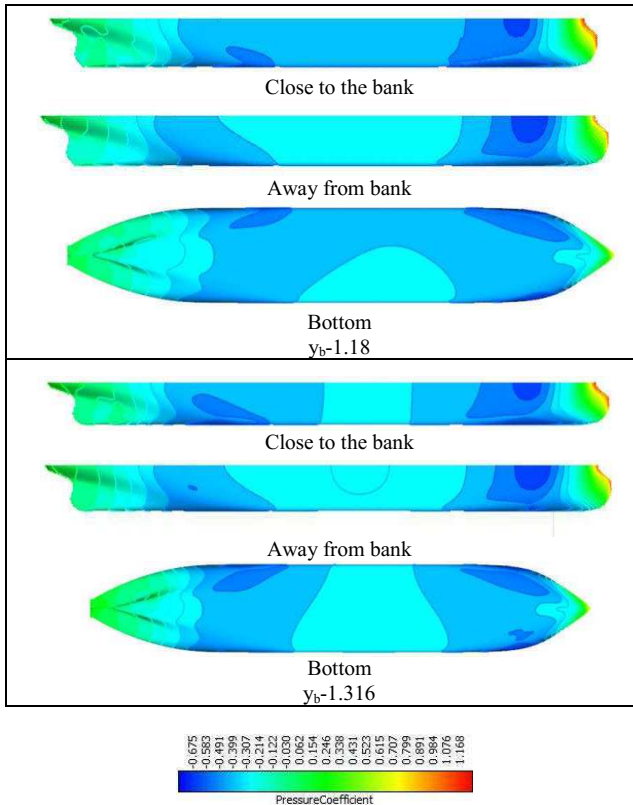 Close to the bank
Away from bank
Bottom
yb-1.18
Close to the bank
Away from bank
Bottom
yb-1.316
-0.675 -0.583 -0.491 -0.399 -0.307 -0.214 -0.122 -0.030 0.062 0.154 0.246 0.338 0.431 0.523 0.615 0.707 0.799 0.891 0.984 1.076 1.168
PressureCoefficient